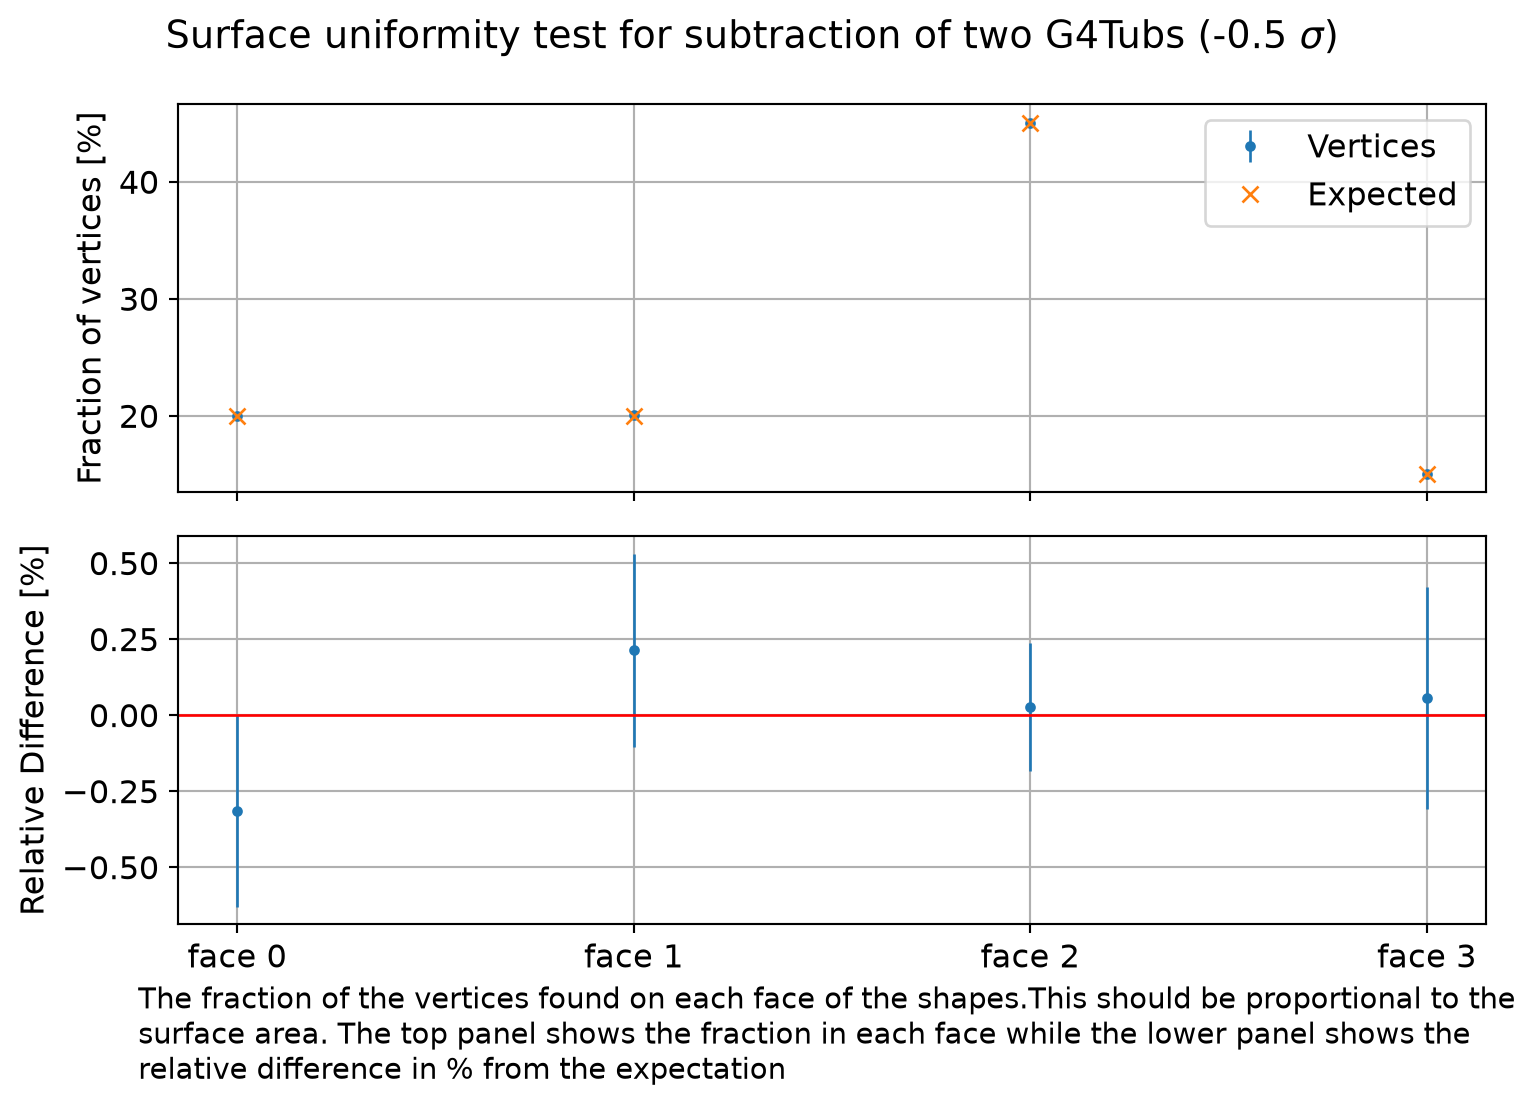 Surface uniformity test for subtraction of two G4Tubs (-0.5 σ)
Fraction of vertices [%]
40
30
20
Vertices
Expected
Relative Difference [%]
0.50
0.25
0.00
−0.25
−0.50
face 0
face 1
face 2
face 3
The fraction of the vertices found on each face of the shapes.This should be proportional to the
surface area. The top panel shows the fraction in each face while the lower panel shows the
relative difference in % from the expectation